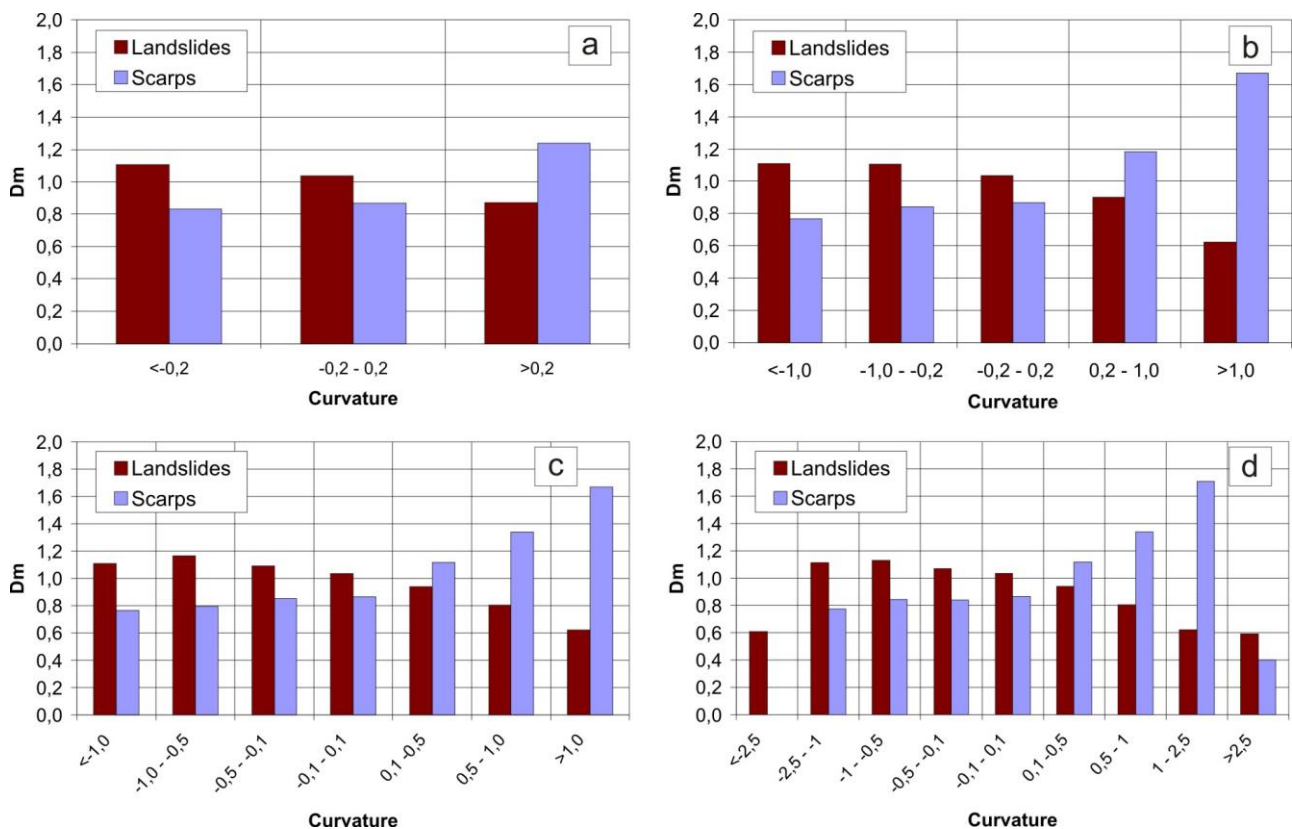 a
Landslides
Scarps
2,0
1,8
1,6
1,4
1,2
1,0
0,8
0,6
0,4
0,2
0,0
Dm
<-0,2
-0,2 - 0,2
>0,2
Curvature
b
Landslides
Scarps
2,0
1,8
1,6
1,4
1,2
1,0
0,8
0,6
0,4
0,2
0,0
Dm
<-1,0
-1,0 - -0,2
-0,2 - 0,2
0,2 - 1,0
>1,0
Curvature
c
Landslides
Scarps
2,0
1,8
1,6
1,4
1,2
1,0
0,8
0,6
0,4
0,2
0,0
Dm
<-1,0
-1,0 - -0,5
-0,5 - -0,1
-0,1 - 0,1
0,1 -0,5
0,5 - 1,0
>1,0
Curvature
d
Landslides
Scarps
2,0
1,8
1,6
1,4
1,2
1,0
0,8
0,6
0,4
0,2
0,0
Dm
<-2,5
-2,5 - -1
-1 - -0,5
-0,5 - -0,1
-0,1 - 0,1
0,1 -0,5
0,5 - 1
1 - 2,5
>2,5
Curvature